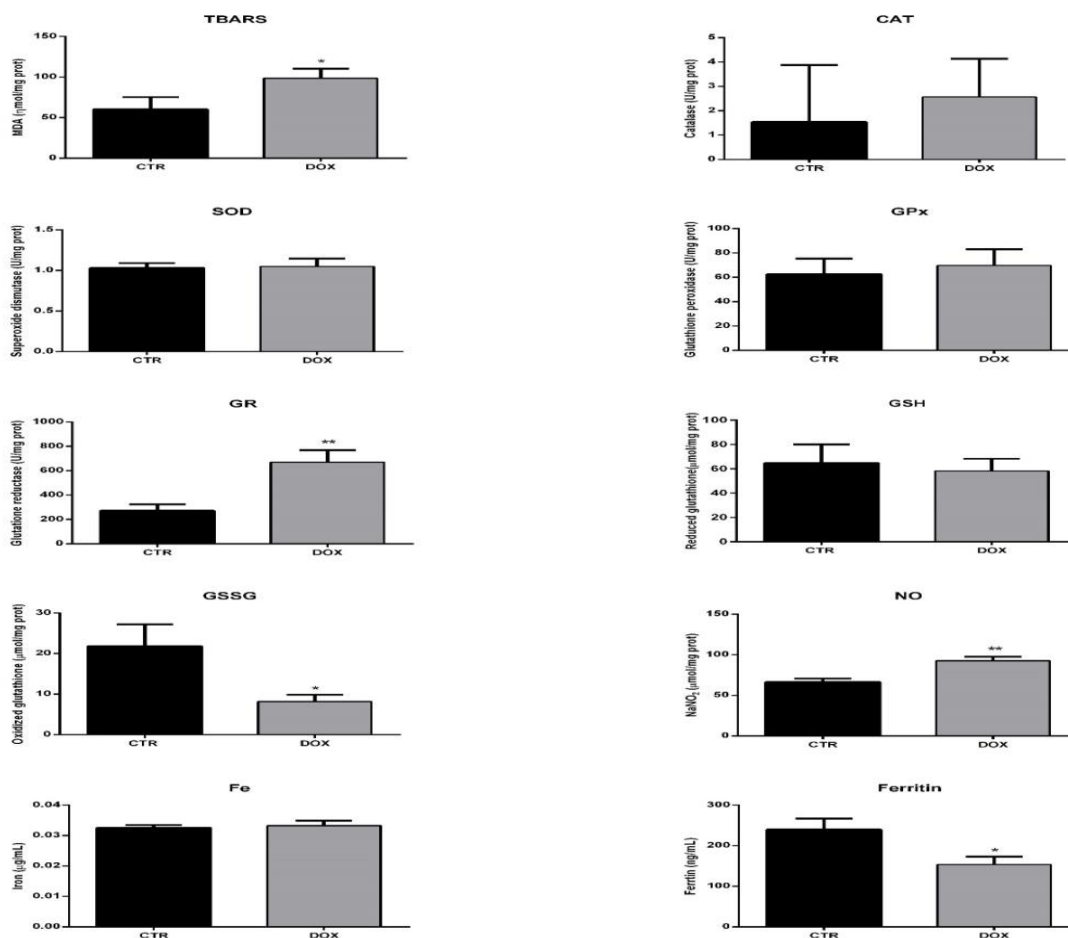 TBARS
MDA (ηmol/mg prot)
150
100
50
0
*
CTR
DOX
CAT
Catalase (U/mg prot)
5
4
3
2
1
0
CTR
DOX
SOD
Superoxide dismutase (U/mg prot)
1.5
1.0
0.5
0.0
CTR
DOX
GPx
Glutathione peroxidase (U/mg prot)
100
80
60
40
20
0
CTR
DOX
GR
Glutatione reductase (U/mg prot)
1000
800
600
400
200
0
**
CTR
DOX
GSH
Reduced glutathione(μmol/mg prot)
100
80
60
40
20
0
CTR
DOX
GSSG
Oxidized glutathione (μmol/mg prot)
30
20
10
0
*
CTR
DOX
NO
NaNO₂ (μmol/mg prot)
150
100
50
0
**
CTR
DOX
Fe
Iron (μg/mL)
0.04
0.03
0.02
0.01
0.00
CTR
DOX
Ferritin
Ferrtin (ng/mL)
300
200
100
0
*
CTR
DOX